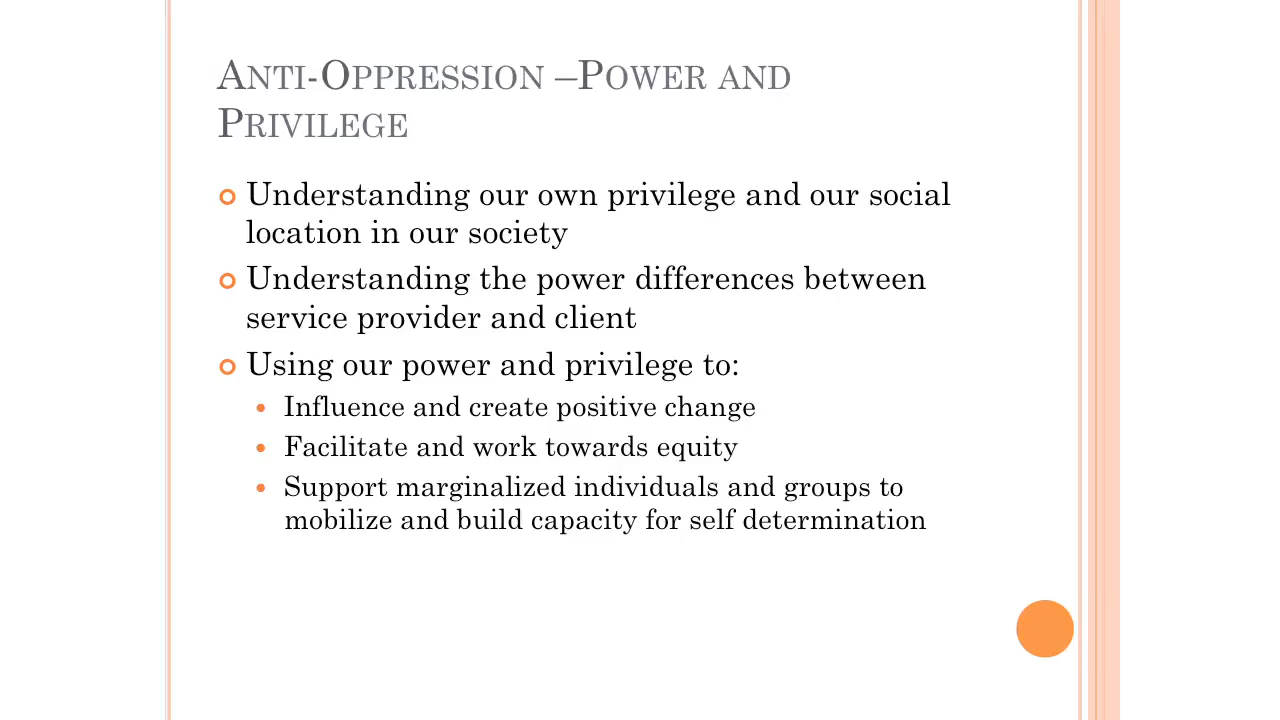 Anti-Oppression –Power and
Privilege
Understanding our own privilege and our social
location in our society
Understanding the power differences between
service provider and client
Using our power and privilege to:
Influence and create positive change
Facilitate and work towards equity
Support marginalized individuals and groups to
mobilize and build capacity for self determination